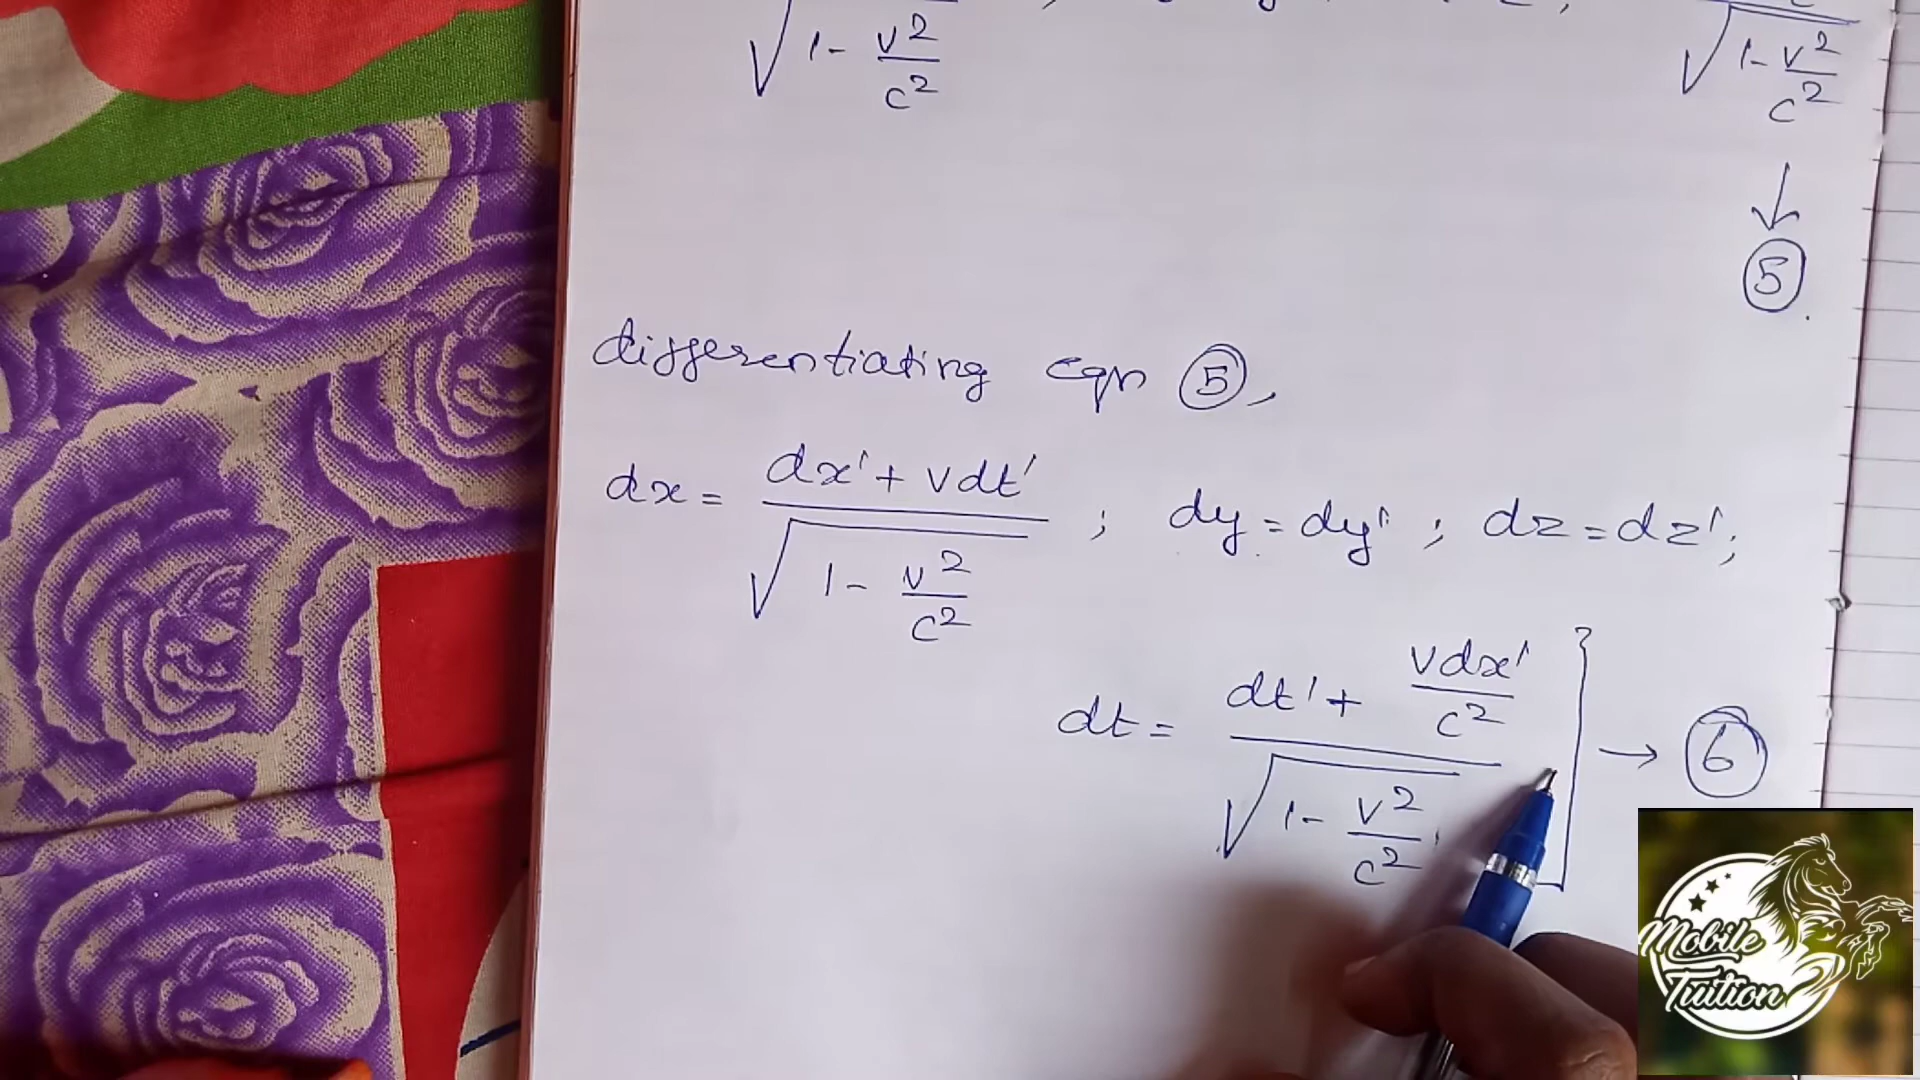 √1 - v²/c² √1 - v²/c²
↓
⑤
differentiating eqn ⑤,
dx = (dx' + vdt') / √(1 - v²/c²) ; dy = dy' ; dz = dz' ;
dt = (dt' + vdx'/c²) / √(1 - v²/c²) } → ⑥
Mobile
Tuition